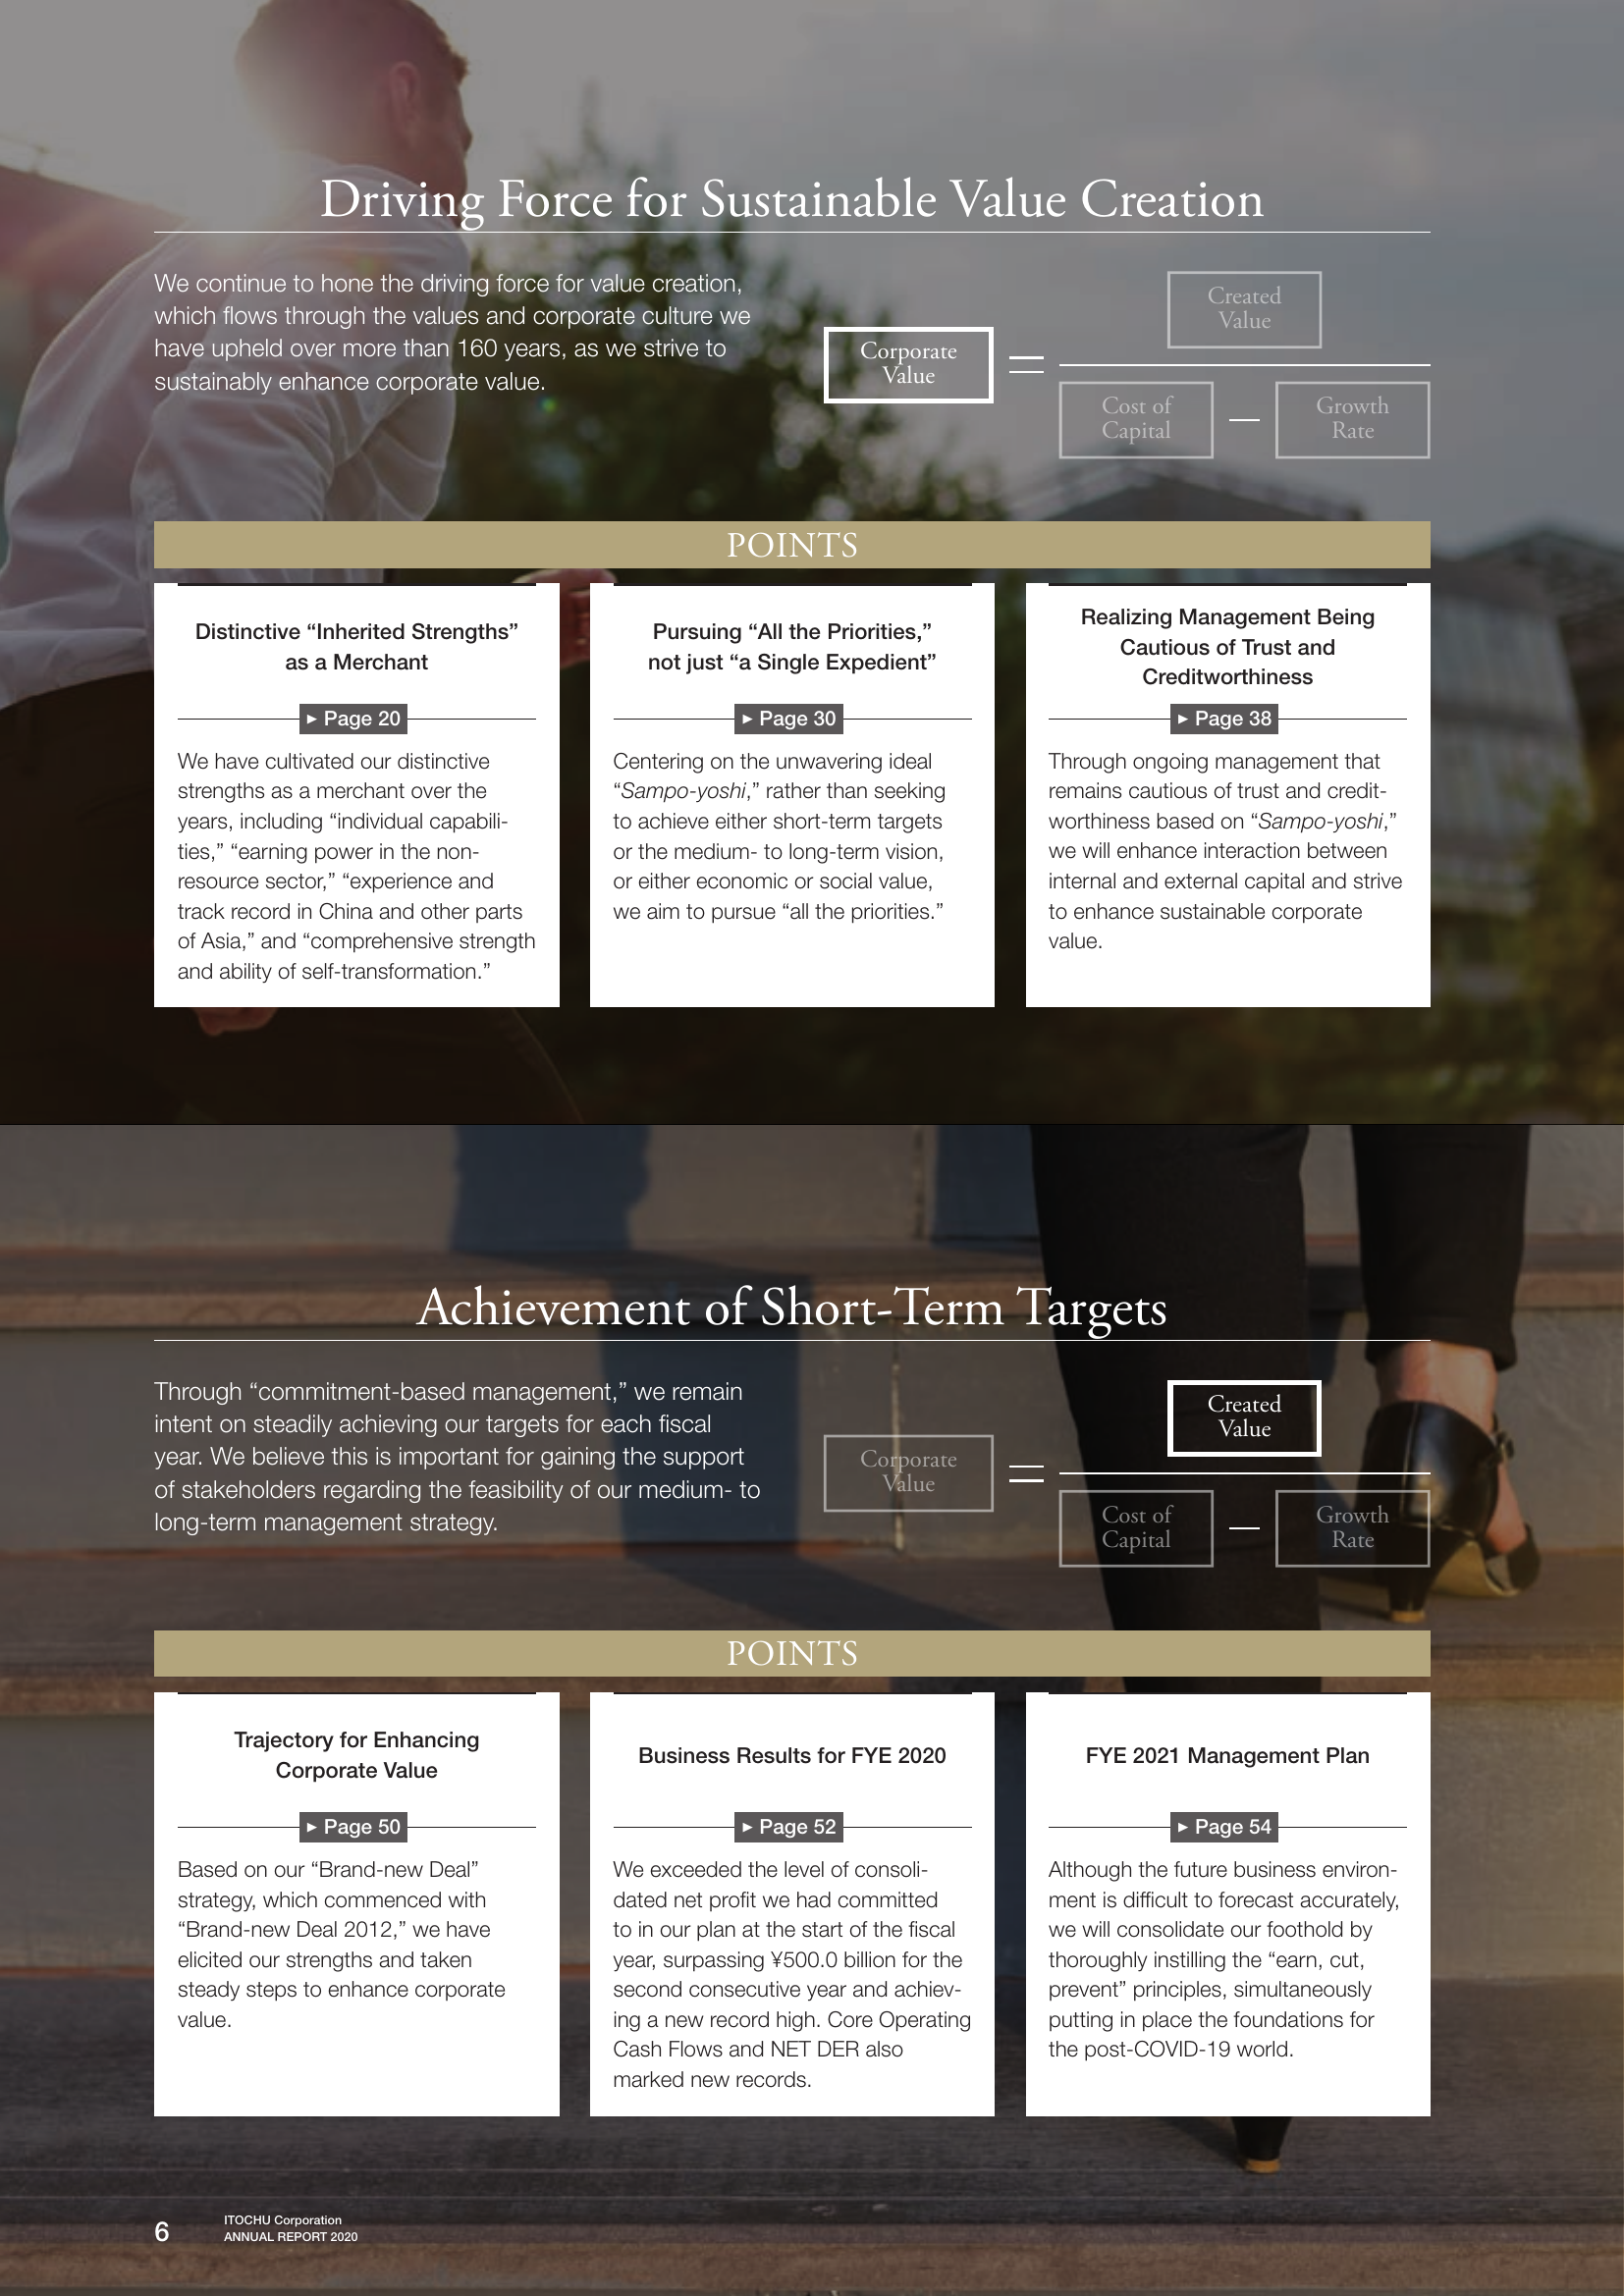 Driving Force for Sustainable Value Creation
We continue to hone the driving force for value creation,
which flows through the values and corporate culture we
have upheld over more than 160 years, as we strive to
sustainably enhance corporate value.
Corporate
Value
=
Created
Value
Cost of
Capital
—
Growth
Rate
POINTS
Distinctive “Inherited Strengths”
as a Merchant
▶ Page 20
We have cultivated our distinctive
strengths as a merchant over the
years, including “individual capabili-
ties,” “earning power in the non-
resource sector,” “experience and
track record in China and other parts
of Asia,” and “comprehensive strength
and ability of self-transformation.”
Pursuing “All the Priorities,”
not just “a Single Expedient”
▶ Page 30
Centering on the unwavering ideal
“Sampo-yoshi,” rather than seeking
to achieve either short-term targets
or the medium- to long-term vision,
or either economic or social value,
we aim to pursue “all the priorities.”
Realizing Management Being
Cautious of Trust and
Creditworthiness
▶ Page 38
Through ongoing management that
remains cautious of trust and credit-
worthiness based on “Sampo-yoshi,”
we will enhance interaction between
internal and external capital and strive
to enhance sustainable corporate
value.
Achievement of Short-Term Targets
Through “commitment-based management,” we remain
intent on steadily achieving our targets for each fiscal
year. We believe this is important for gaining the support
of stakeholders regarding the feasibility of our medium- to
long-term management strategy.
Corporate
Value
=
Created
Value
Cost of
Capital
—
Growth
Rate
POINTS
Trajectory for Enhancing
Corporate Value
▶ Page 50
Based on our “Brand-new Deal”
strategy, which commenced with
“Brand-new Deal 2012,” we have
elicited our strengths and taken
steady steps to enhance corporate
value.
Business Results for FYE 2020
▶ Page 52
We exceeded the level of consoli-
dated net profit we had committed
to in our plan at the start of the fiscal
year, surpassing ¥500.0 billion for the
second consecutive year and achiev-
ing a new record high. Core Operating
Cash Flows and NET DER also
marked new records.
FYE 2021 Management Plan
▶ Page 54
Although the future business environ-
ment is difficult to forecast accurately,
we will consolidate our foothold by
thoroughly instilling the “earn, cut,
prevent” principles, simultaneously
putting in place the foundations for
the post-COVID-19 world.
6
ITOCHU Corporation
ANNUAL REPORT 2020